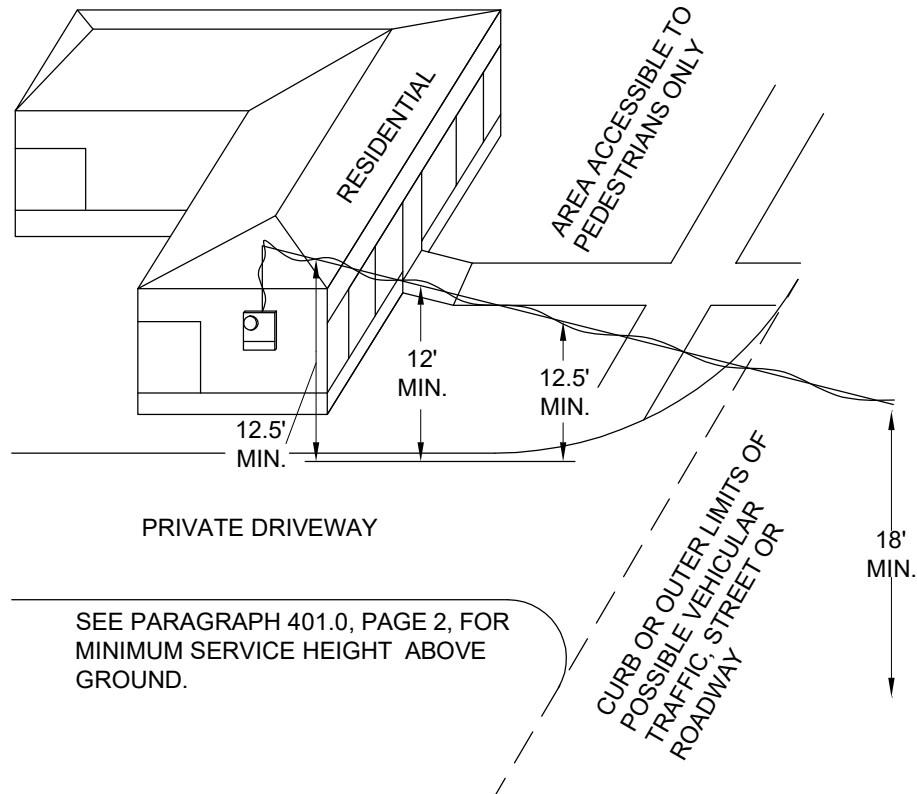 AREA ACCESSIBLE TO
PEDESTRIANS ONLY
RESIDENTIAL
12'
MIN.
12.5'
MIN.
12.5'
MIN.
18'
MIN.
PRIVATE DRIVEWAY
CURB OR OUTER LIMITS OF
POSSIBLE VEHICULAR
TRAFFIC, STREET OR
ROADWAY
SEE PARAGRAPH 401.0, PAGE 2, FOR
MINIMUM SERVICE HEIGHT ABOVE
GROUND.